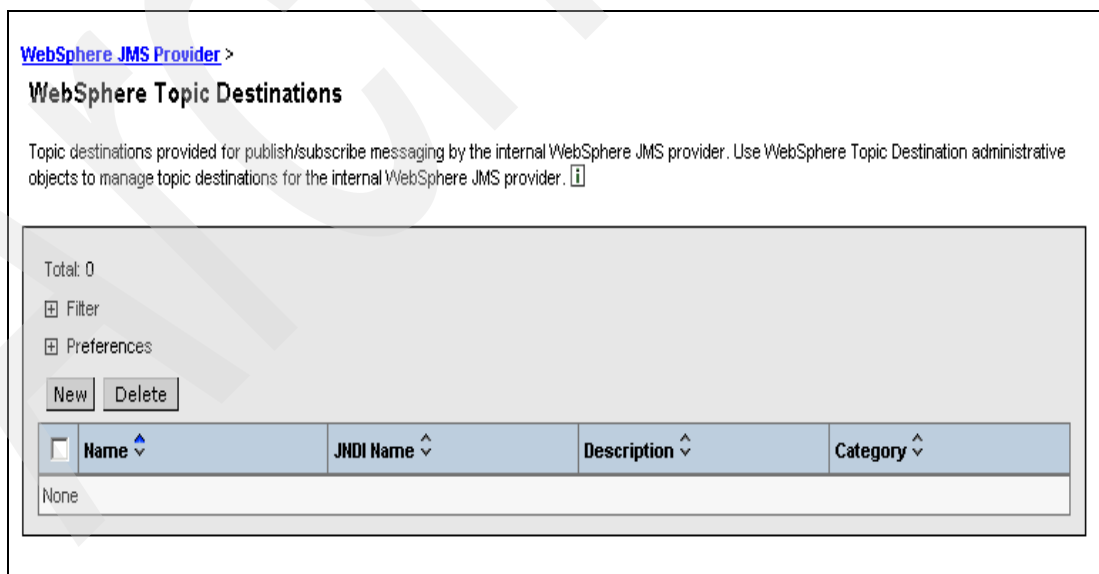 WebSphere JMS Provider >
WebSphere Topic Destinations
Topic destinations provided for publish/subscribe messaging by the internal WebSphere JMS provider. Use WebSphere Topic Destination administrative
objects to manage topic destinations for the internal WebSphere JMS provider. i
Total: 0
Filter
Preferences
New Delete
Name JNDI Name Description Category
None